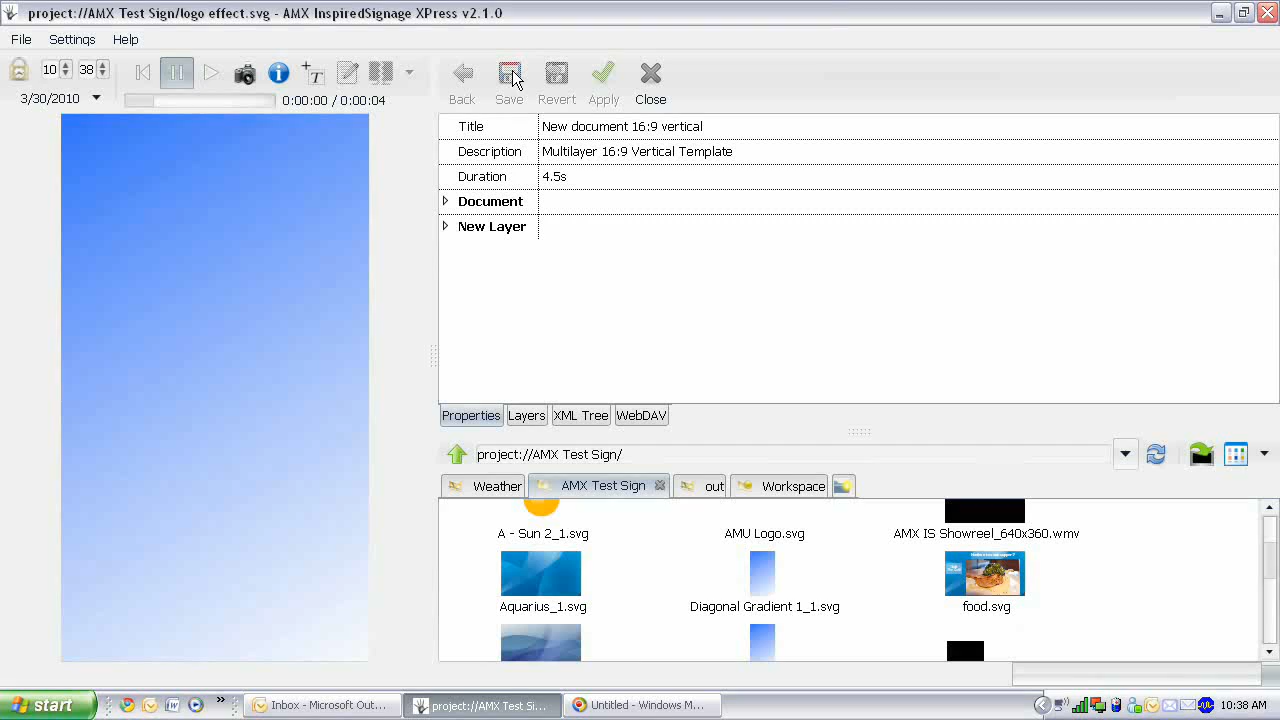 project://AMX Test Sign/logo effect.svg - AMX InspiredSignage XPress v2.1.0
File Settings Help
10 38
3/30/2010
0:00:00 / 0:00:04
T
Back Save Revert Apply Close
Title New document 16:9 vertical
Description Multilayer 16:9 Vertical Template
Duration 4.5s
Document
New Layer
Properties Layers XML Tree WebDAV
project://AMX Test Sign/
Weather AMX Test Sign out Workspace
A - Sun 2_1.svg AMU Logo.svg AMX IS Showreel_640x360.wmv
Aquarius_1.svg Diagonal Gradient 1_1.svg food.svg
start Inbox - Microsoft Out... project://AMX Test Si... Untitled - Windows M... 10:38 AM